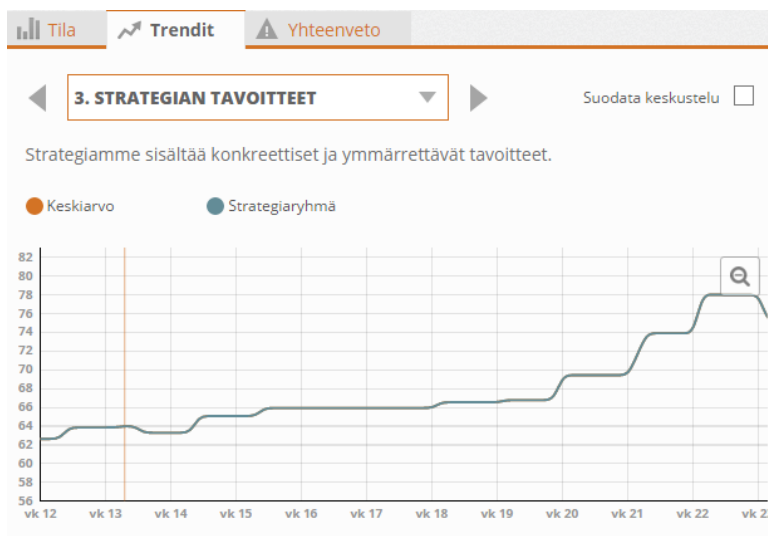 Tila Trendit Yhteenveto
3. STRATEGIAN TAVOITTEET Suodata keskustelu
Strategiamme sisältää konkreettiset ja ymmärrettävät tavoitteet.
Keskiarvo Strategiaryhmä
82
80
78
76
74
72
70
68
66
64
62
60
58
56
vk 12 vk 13 vk 14 vk 15 vk 16 vk 17 vk 18 vk 19 vk 20 vk 21 vk 22 vk